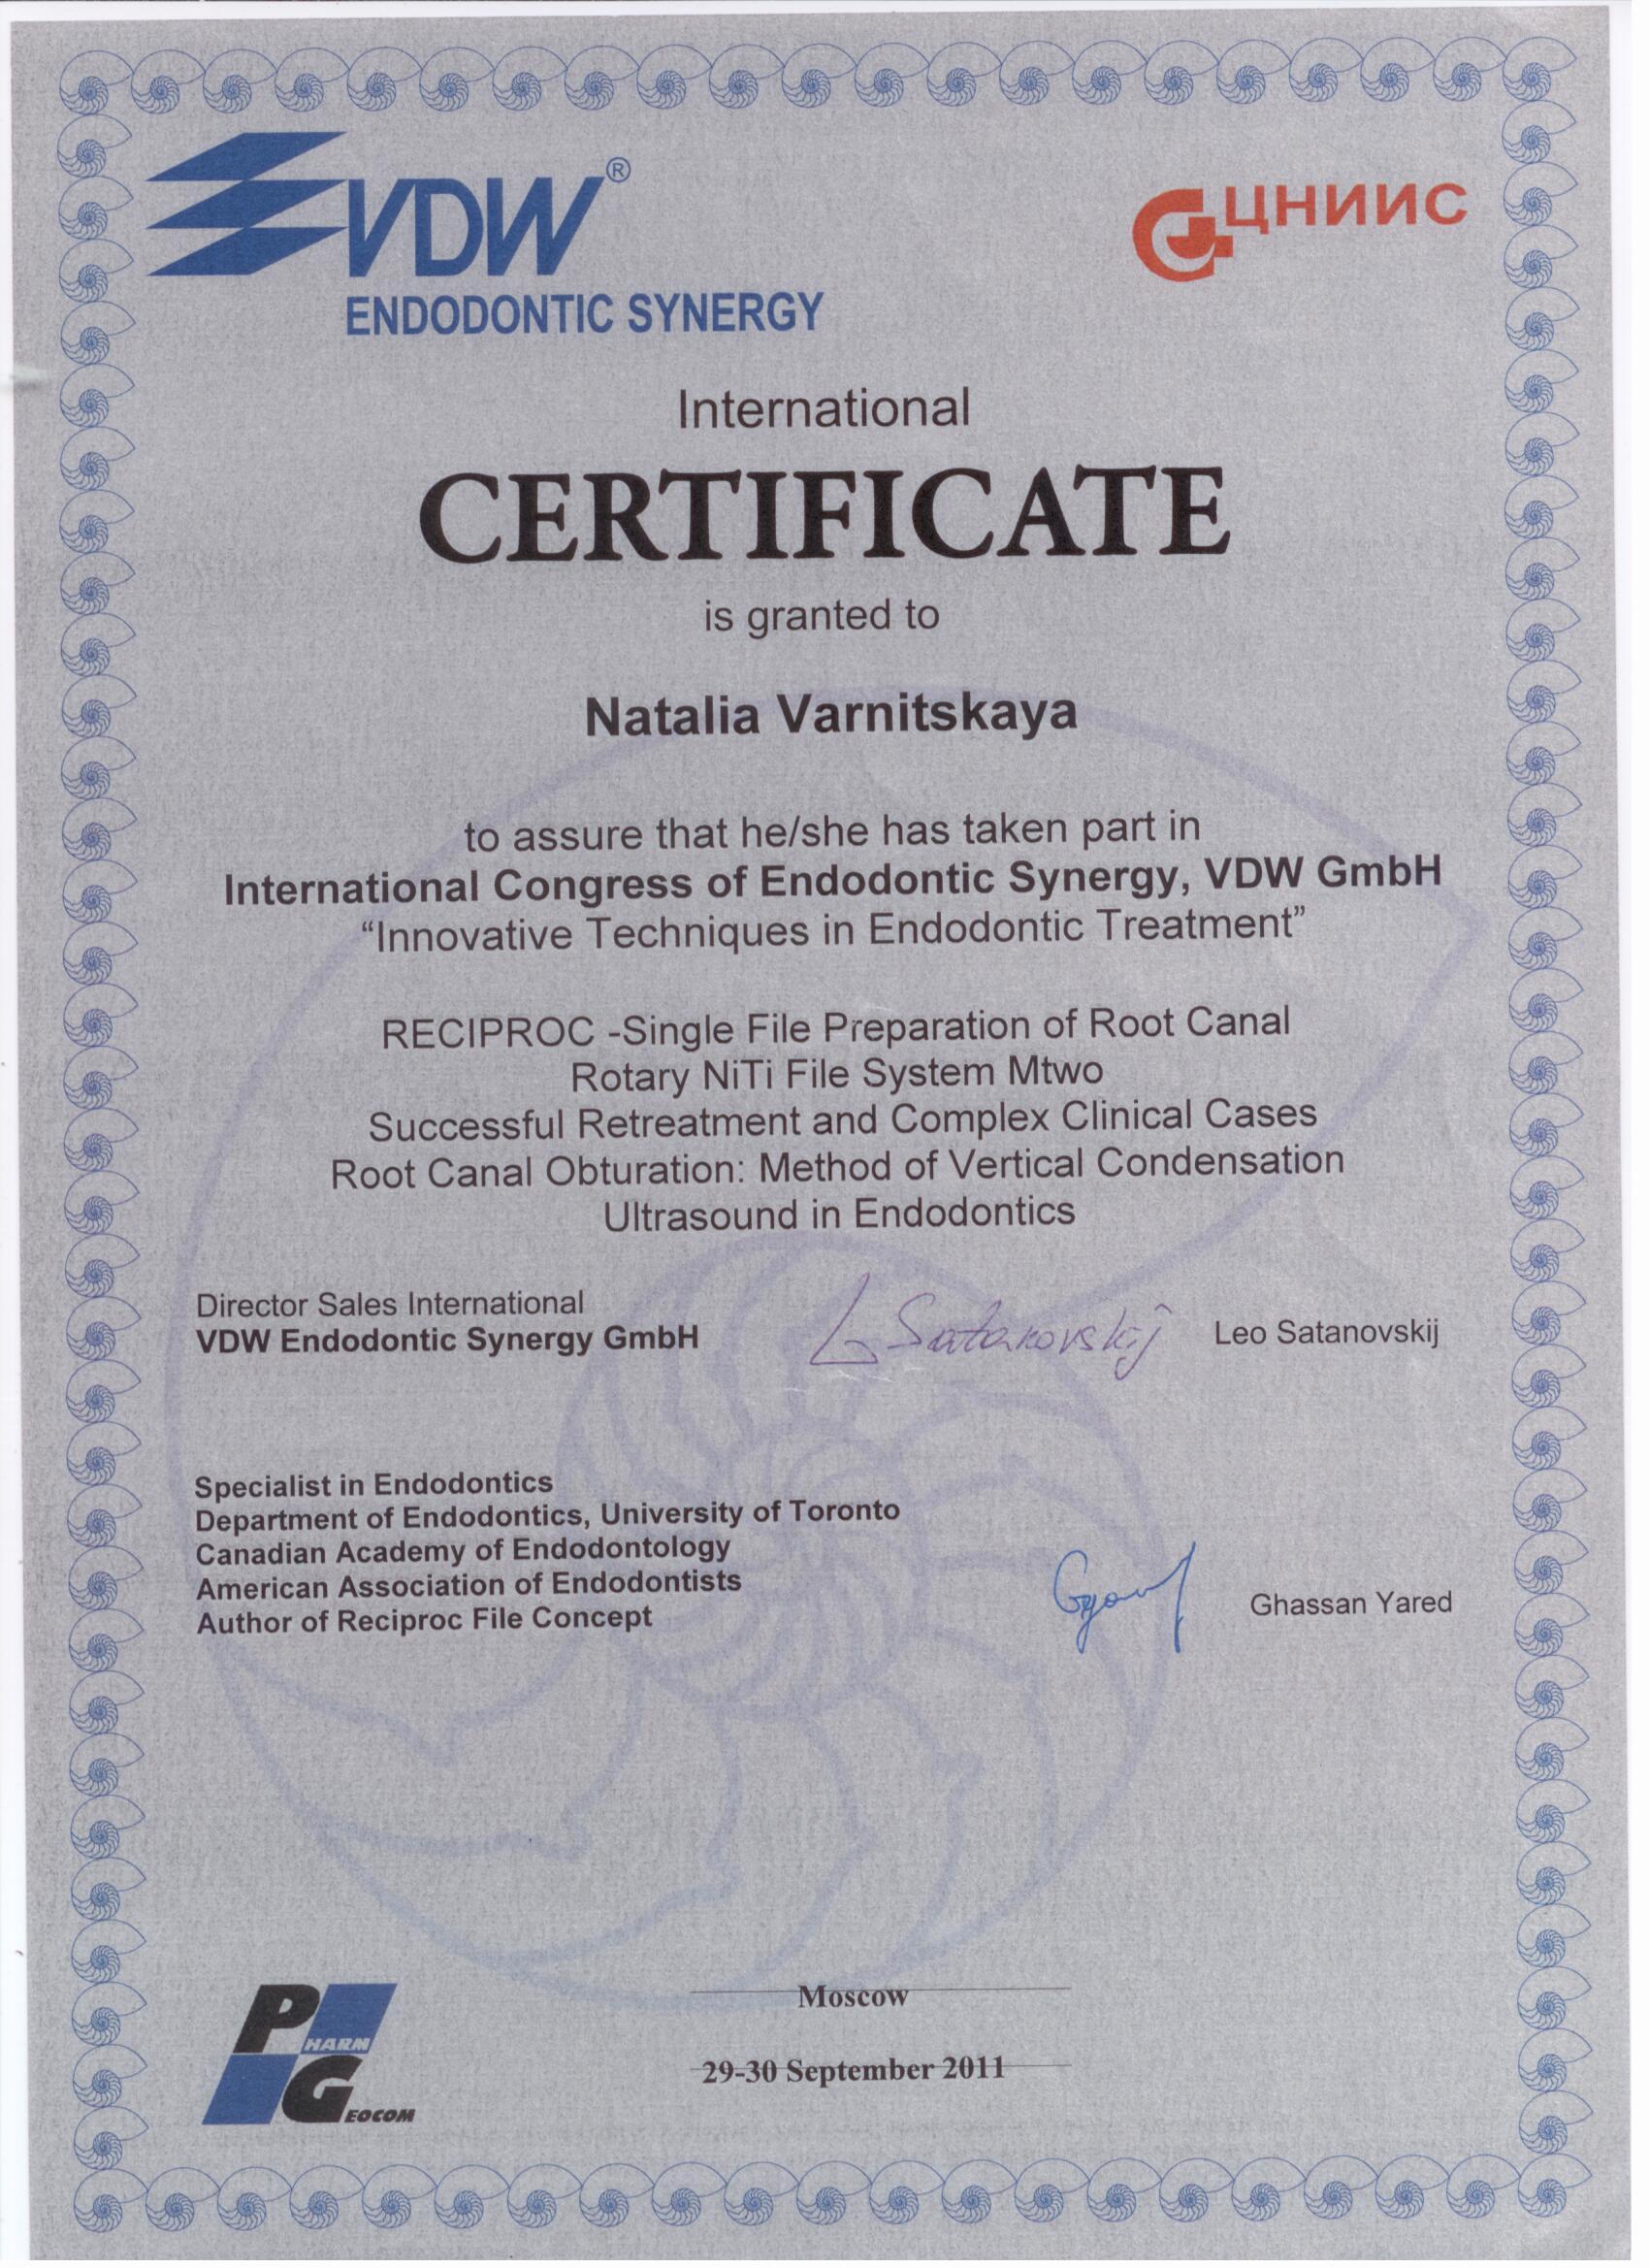 VDW®
ENDODONTIC SYNERGY
ЦНИИС
International
CERTIFICATE
is granted to
Natalia Varnitskaya
to assure that he/she has taken part in
International Congress of Endodontic Synergy, VDW GmbH
“Innovative Techniques in Endodontic Treatment”
RECIPROC -Single File Preparation of Root Canal
Rotary NiTi File System Mtwo
Successful Retreatment and Complex Clinical Cases
Root Canal Obturation: Method of Vertical Condensation
Ultrasound in Endodontics
Director Sales International
VDW Endodontic Synergy GmbH
L Satanovskij
Leo Satanovskij
Specialist in Endodontics
Department of Endodontics, University of Toronto
Canadian Academy of Endodontology
American Association of Endodontists
Author of Reciproc File Concept
Ghassan Yared
PHARM
GEOCOM
Moscow
29-30 September 2011